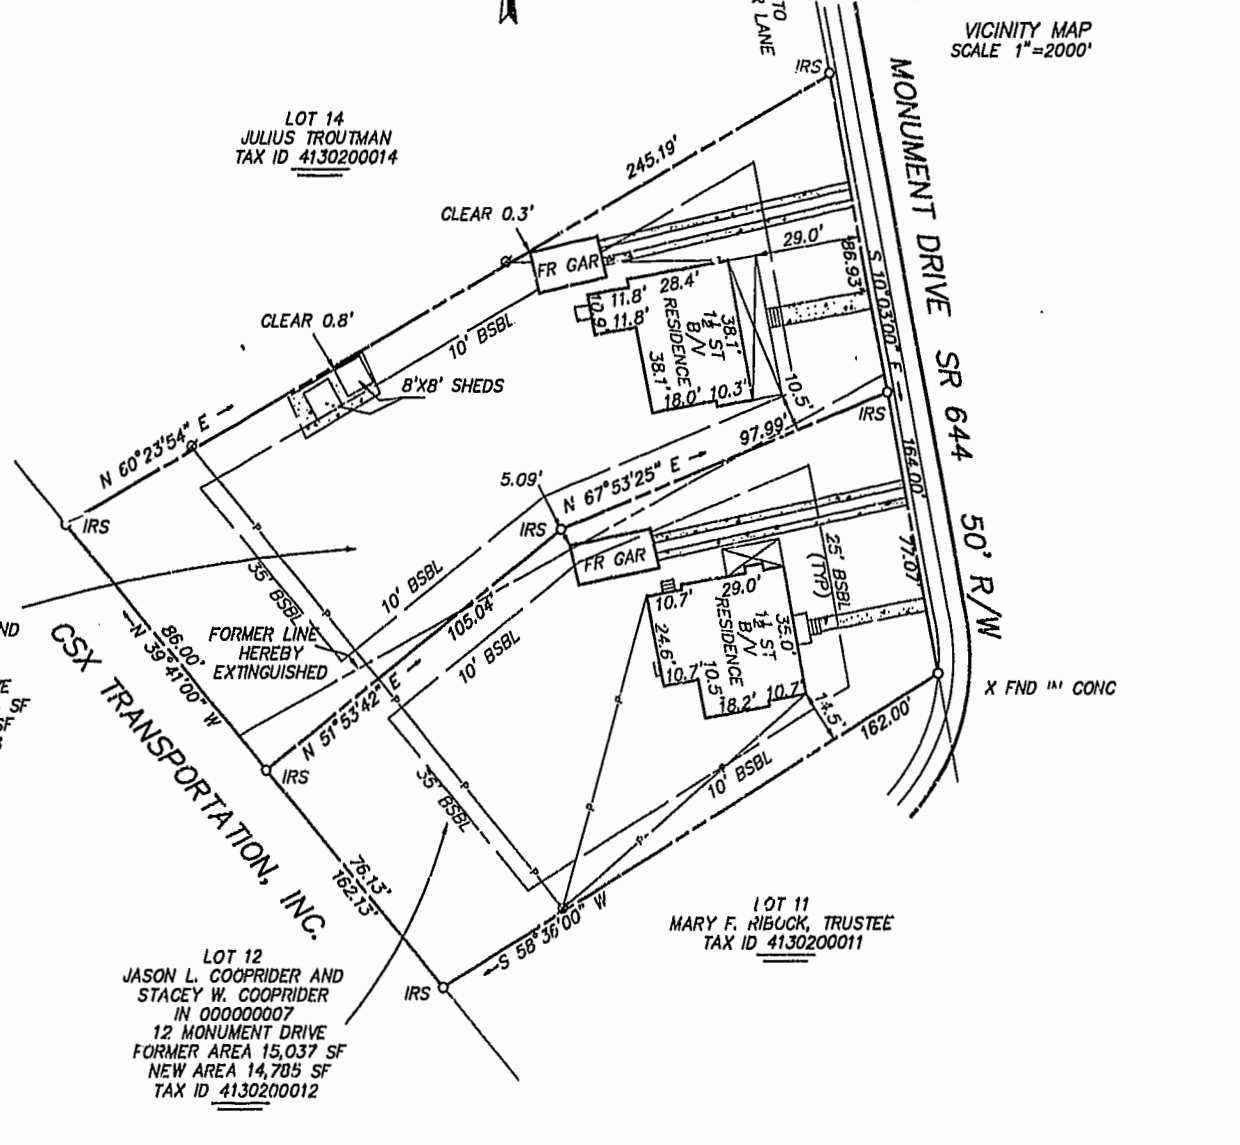 TO
LANE
VICINITY MAP
SCALE 1"=2000'
IRS
MONUMENT DRIVE SR 644 50' R/W
LOT 14
JULIUS TROUTMAN
TAX ID 4130200014
245.19'
CLEAR 0.3'
FR GAR
29.0'
86.93'
S 10°03'00" E
11.8'
28.4'
10.9'
11.8'
RESIDENCE
1½ ST
B/V
38.1'
38.1'
18.0'
10.3'
10.5'
CLEAR 0.8'
10' BSBL
8'X8' SHEDS
IRS
N 60°23'54" E
97.99'
N 67°53'25" E
5.09'
IRS
IRS
164.00'
77.07'
FR GAR
25' BSBL
(TYP)
35' BSBL
10' BSBL
105.04'
10' BSBL
10.7'
29.0'
RESIDENCE
1½ ST
B/V
35.0'
24.6'
10.7'
10.5'
18.2'
10.7'
14.5'
ND
E
SF
SF
FORMER LINE
HEREBY
EXTINGUISHED
86.00'
N 39°41'00" W
CSX TRANSPORTATION, INC.
N 51°53'42" E
IRS
X FND IN CONC
162.00'
10' BSBL
35' BSBL
76.13'
162.13'
S 58°36'00" W
IRS
LOT 11
MARY F. RIBUCK, TRUSTEE
TAX ID 4130200011
LOT 12
JASON L. COOPRIDER AND
STACEY W. COOPRIDER
IN 000000007
12 MONUMENT DRIVE
FORMER AREA 15,037 SF
NEW AREA 14,785 SF
TAX ID 4130200012